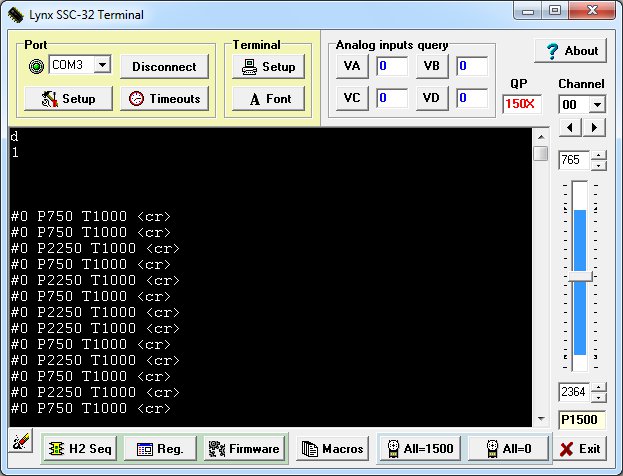 Lynx SSC-32 Terminal
Port
COM3
Disconnect
Setup
Timeouts
Terminal
Setup
Font
Analog inputs query
VA 0 VB 0
VC 0 VD 0
? About
QP
150X
Channel
00
765
d
1
#0 P750 T1000 <cr>
#0 P750 T1000 <cr>
#0 P2250 T1000 <cr>
#0 P750 T1000 <cr>
#0 P2250 T1000 <cr>
#0 P750 T1000 <cr>
#0 P2250 T1000 <cr>
#0 P2250 T1000 <cr>
#0 P750 T1000 <cr>
#0 P2250 T1000 <cr>
#0 P750 T1000 <cr>
#0 P2250 T1000 <cr>
#0 P750 T1000 <cr>
2364
P1500
H2 Seq
Reg.
Firmware
Macros
All=1500
All=0
Exit